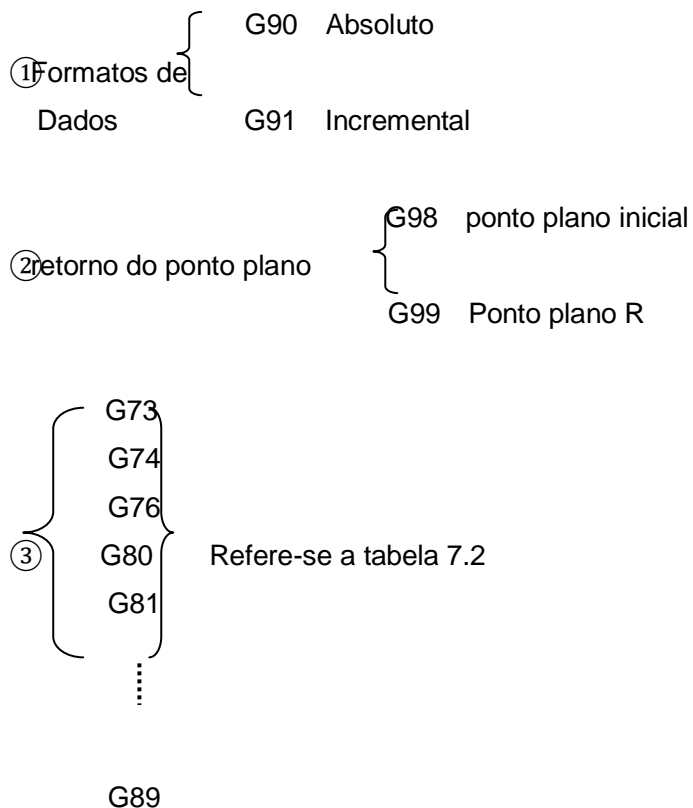 G90 Absoluto
①Formatos de
Dados G91 Incremental
G98 ponto plano inicial
②retorno do ponto plano
G99 Ponto plano R
G73
G74
G76
③ G80 Refere-se a tabela 7.2
G81
G89